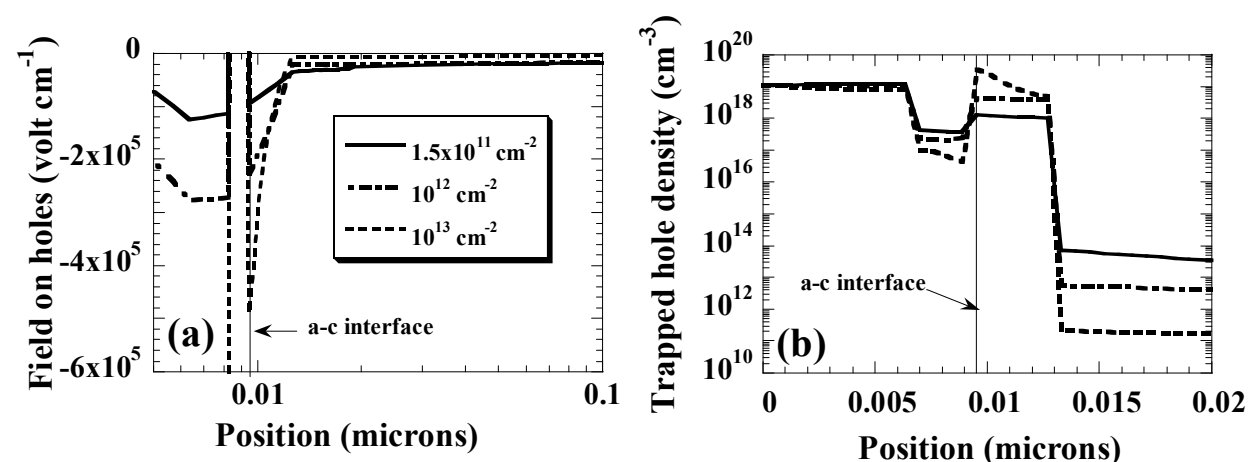 Field on holes (volt cm⁻¹)
0
-2x10⁵
-4x10⁵
-6x10⁵
1.5x10¹¹ cm⁻²
10¹² cm⁻²
10¹³ cm⁻²
a-c interface
(a)
0.01
0.1
Position (microns)
Trapped hole density (cm⁻³)
10²⁰
10¹⁸
10¹⁶
10¹⁴
10¹²
10¹⁰
a-c interface
(b)
0
0.005
0.01
0.015
0.02
Position (microns)